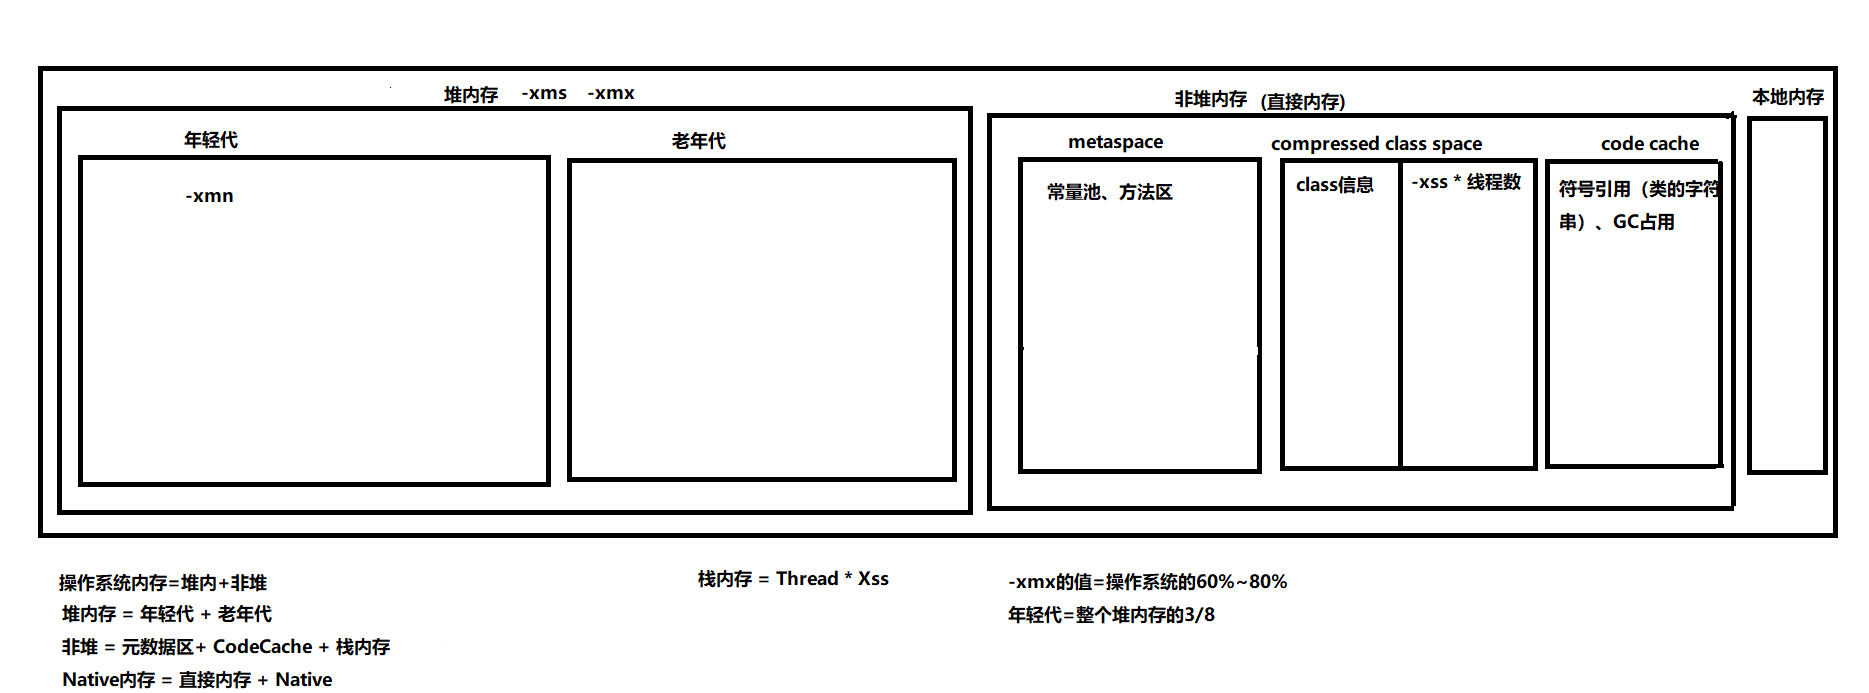 堆内存 -xms -xmx
非堆内存 (直接内存)
本地内存
年轻代
老年代
metaspace
compressed class space
code cache
-xmn
常量池、方法区
class信息
-xss * 线程数
符号引用（类的字符
串）、GC占用
操作系统内存=堆内+非堆
堆内存 = 年轻代 + 老年代
非堆 = 元数据区+ CodeCache + 栈内存
Native内存 = 直接内存 + Native
栈内存 = Thread * Xss
-xmx的值=操作系统的60%~80%
年轻代=整个堆内存的3/8